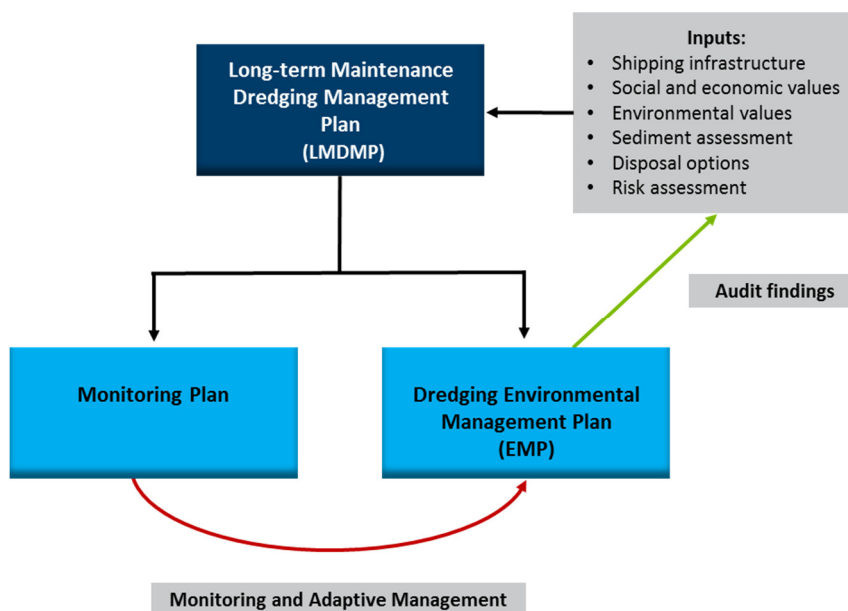 Long-term Maintenance
Dredging Management
Plan
(LMDMP)
Inputs:
• Shipping infrastructure
• Social and economic values
• Environmental values
• Sediment assessment
• Disposal options
• Risk assessment
Audit findings
Monitoring Plan
Dredging Environmental
Management Plan
(EMP)
Monitoring and Adaptive Management